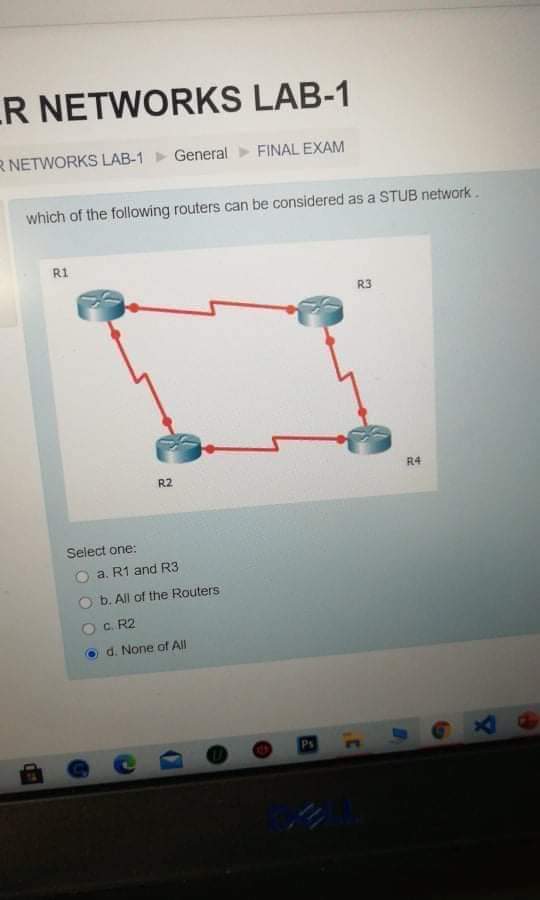 R NETWORKS LAB-1
R NETWORKS LAB-1 ▶ General ▶ FINAL EXAM
which of the following routers can be considered as a STUB network .
R1
R3
R2
R4
Select one:
a. R1 and R3
b. All of the Routers
c. R2
d. None of All
Ps
DELL